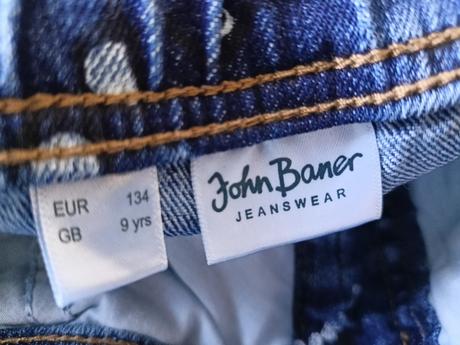 EUR 134
GB 9 yrs
John Baner
JEANSWEAR